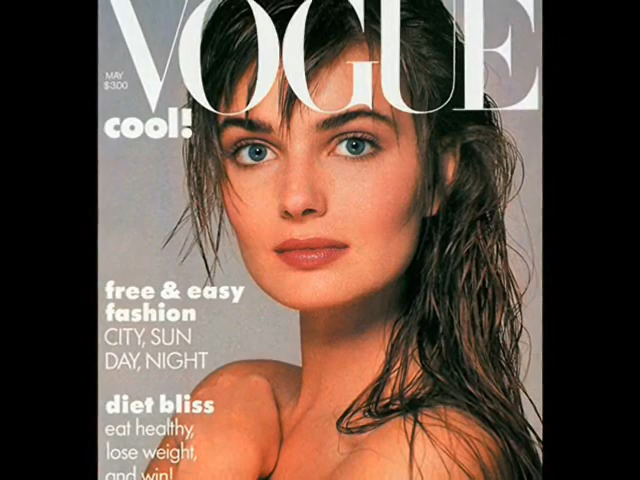 VOGUE
MAY
$3.00
cool!
free & easy
fashion
CITY, SUN
DAY, NIGHT
diet bliss
eat healthy,
lose weight,
and win!